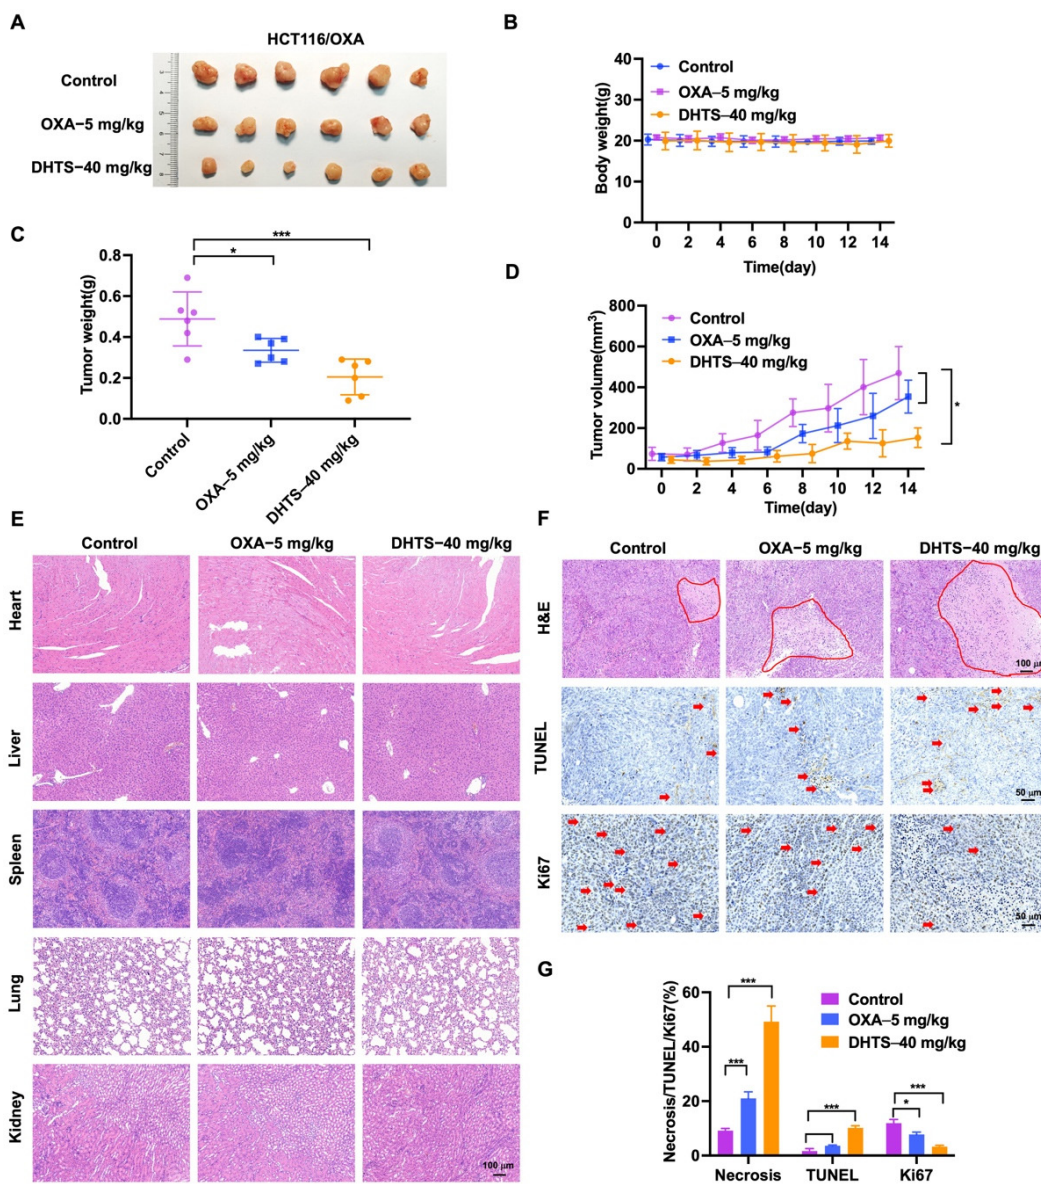 A
HCT116/OXA
Control
OXA−5 mg/kg
DHTS−40 mg/kg
B
Control
OXA−5 mg/kg
DHTS−40 mg/kg
Body weight(g)
40
30
20
10
0
0 2 4 6 8 10 12 14
Time(day)
C
***
*
Tumor weight(g)
0.8
0.6
0.4
0.2
0.0
Control
OXA−5 mg/kg
DHTS−40 mg/kg
D
Control
OXA−5 mg/kg
DHTS−40 mg/kg
Tumor volume(mm³)
800
600
400
200
0
*
0 2 4 6 8 10 12 14
Time(day)
E
Control OXA−5 mg/kg DHTS−40 mg/kg
Heart
Liver
Spleen
Lung
Kidney
100 μm
F
Control OXA−5 mg/kg DHTS−40 mg/kg
H&E
100 μm
TUNEL
50 μm
Ki67
50 μm
G
Necrosis/TUNEL/Ki67(%)
60
40
20
0
Control
OXA−5 mg/kg
DHTS−40 mg/kg
***
***
***
***
*
Necrosis TUNEL Ki67